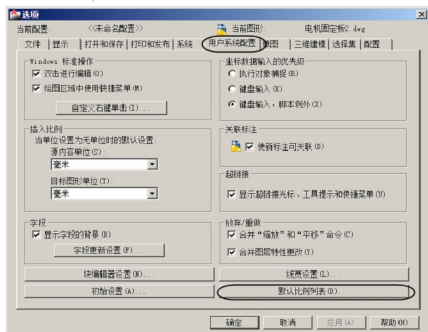 选项
当前配置: <<未命名配置>> 当前图形: 电机固定板2.dwg
文件 显示 打开和保存 打印和发布 系统 用户系统配置 草图 三维建模 选择集 配置
Windows 标准操作
双击进行编辑(O)
绘图区域中使用快捷菜单(M)
自定义右键单击(I)...
插入比例
当单位设置为无单位时的默认设置:
源内容单位(S):
毫米
目标图形单位(T):
毫米
字段
显示字段的背景(B)
字段更新设置(F)...
块编辑器设置(N)...
初始设置(A)...
坐标数据输入的优先级
执行对象捕捉(R)
键盘输入(K)
键盘输入，脚本例外(X)
关联标注
使新标注可关联(D)
超链接
显示超链接光标、工具提示和快捷菜单(U)
放弃/重做
合并“缩放”和“平移”命令(C)
合并图层特性更改(Y)
线宽设置(L)...
默认比例列表(D)...
确定 取消 应用(A) 帮助(H)